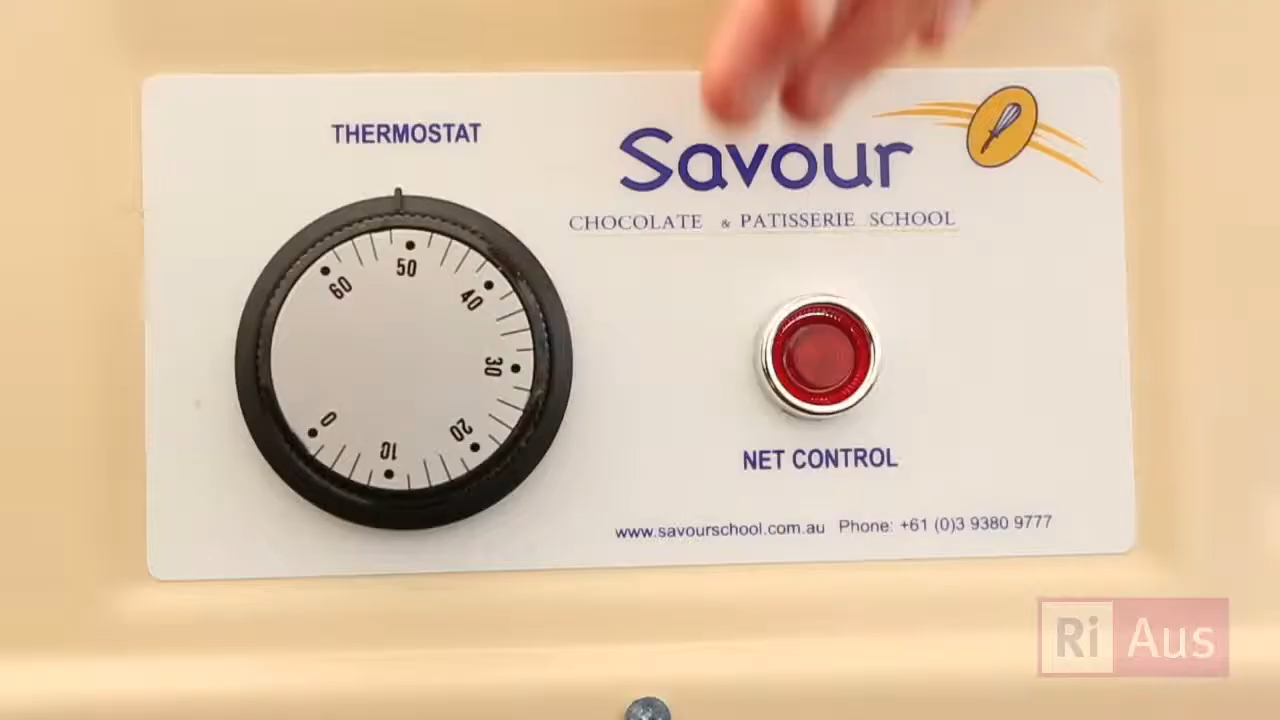 THERMOSTAT
Savour
CHOCOLATE & PATISSERIE SCHOOL
60
50
40
30
20
10
0
NET CONTROL
www.savourschool.com.au Phone: +61 (0)3 9380 9777
Ri Aus